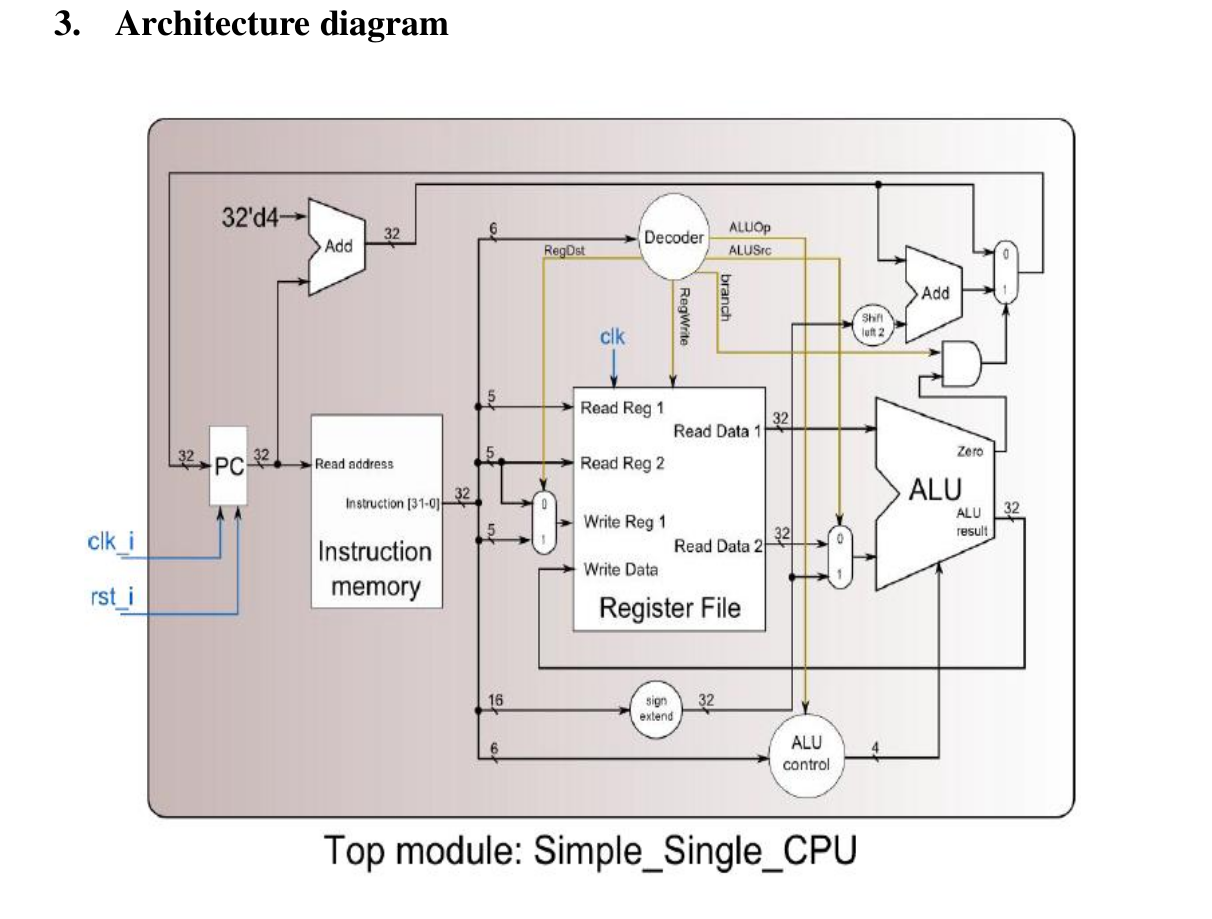 3. Architecture diagram
32'd4
Add
32
6
Decoder
ALUOp
ALUSrc
RegDst
RegWrite
branch
0
1
Add
Shift
left 2
clk
32
PC
32
Read address
Instruction [31-0]
32
Instruction
memory
clk_i
rst_i
5
5
5
0
1
Read Reg 1
Read Data 1
32
Read Reg 2
Write Reg 1
Read Data 2
32
Write Data
Register File
0
1
Zero
ALU
ALU
result
32
16
sign
extend
32
6
ALU
control
4
Top module: Simple_Single_CPU